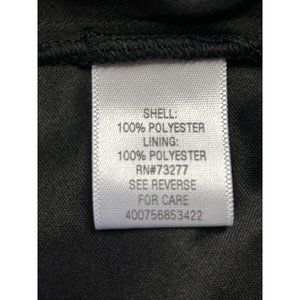 SHELL:
100% POLYESTER
LINING:
100% POLYESTER
RN#73277
SEE REVERSE
FOR CARE
400756853422